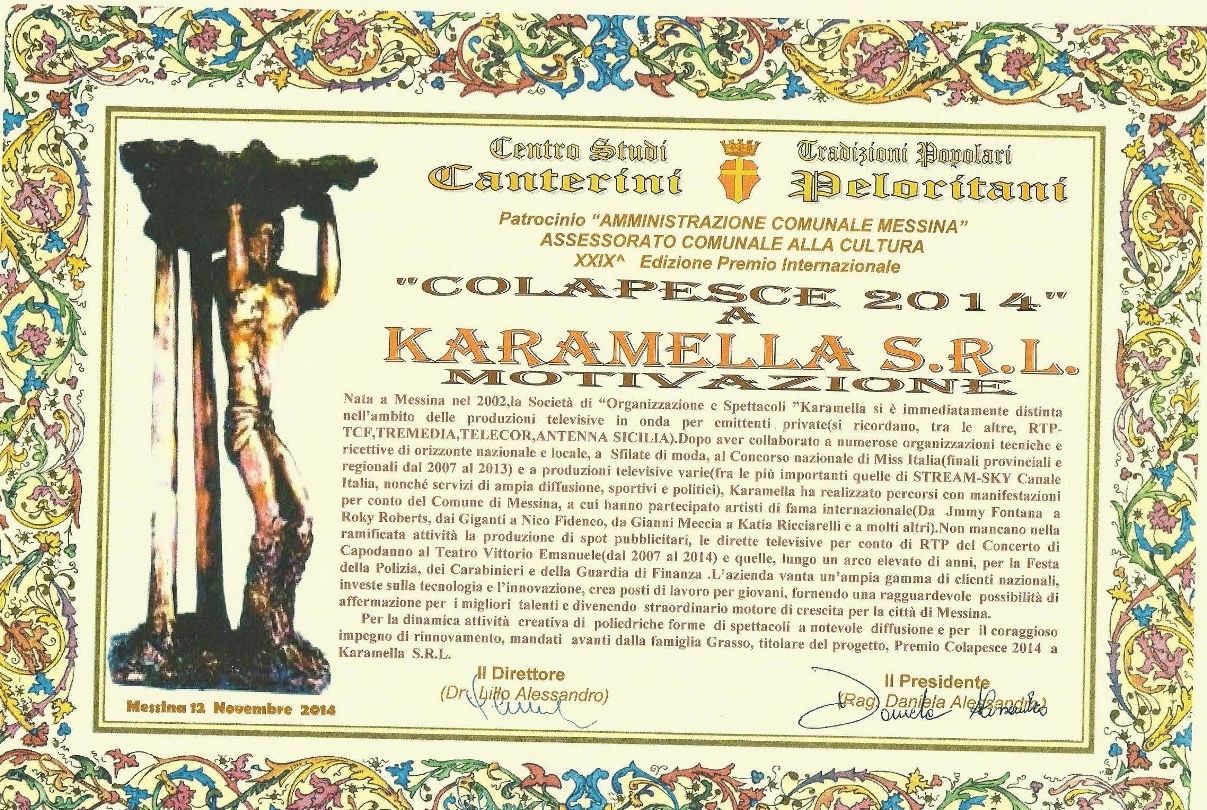 Centro Studi Tradizioni Popolari
Canterini Peloritani
Patrocinio “AMMINISTRAZIONE COMUNALE MESSINA”
ASSESSORATO COMUNALE ALLA CULTURA
XXIX^ Edizione Premio Internazionale
"COLAPESCE 2014"
A
KARAMELLA S.R.L.
MOTIVAZIONE
Nata a Messina nel 2002,la Società di “Organizzazione e Spettacoli ”Karamella si è immediatamente distinta
nell’ambito delle produzioni televisive in onda per emittenti private(si ricordano, tra le altre, RTP-
TCF,TREMEDIA,TELECOR,ANTENNA SICILIA).Dopo aver collaborato a numerose organizzazioni tecniche e
ricettive di orizzonte nazionale e locale, a Sfilate di moda, al Concorso nazionale di Miss Italia(finali provinciali e
regionali dal 2007 al 2013) e a produzioni televisive varie(fra le più importanti quelle di STREAM-SKY Canale
Italia, nonché servizi di ampia diffusione, sportivi e politici), Karamella ha realizzato percorsi con manifestazioni
per conto del Comune di Messina, a cui hanno partecipato artisti di fama internazionale(Da Jmmy Fontana a
Roky Roberts, dai Giganti a Nico Fidenco, da Gianni Meccia a Katia Ricciarelli e a molti altri).Non mancano nella
ramificata attività la produzione di spot pubblicitari, le dirette televisive per conto di RTP del Concerto di
Capodanno al Teatro Vittorio Emanuele(dal 2007 al 2014) e quelle, lungo un arco elevato di anni, per la Festa
della Polizia, dei Carabinieri e della Guardia di Finanza .L’azienda vanta un’ampia gamma di clienti nazionali,
investe sulla tecnologia e l’innovazione, crea posti di lavoro per giovani, fornendo una ragguardevole possibilità di
affermazione per i migliori talenti e divenendo straordinario motore di crescita per la città di Messina.
Per la dinamica attività creativa di poliedriche forme di spettacoli a notevole diffusione e per il coraggioso
impegno di rinnovamento, mandati avanti dalla famiglia Grasso, titolare del progetto, Premio Colapesce 2014 a
Karamella S.R.L.
Il Direttore
(Dr. Lillo Alessandro)
Il Presidente
(Rag. Daniela Alessandro)
Daniela Alessandro
Messina 12 Novembre 2014